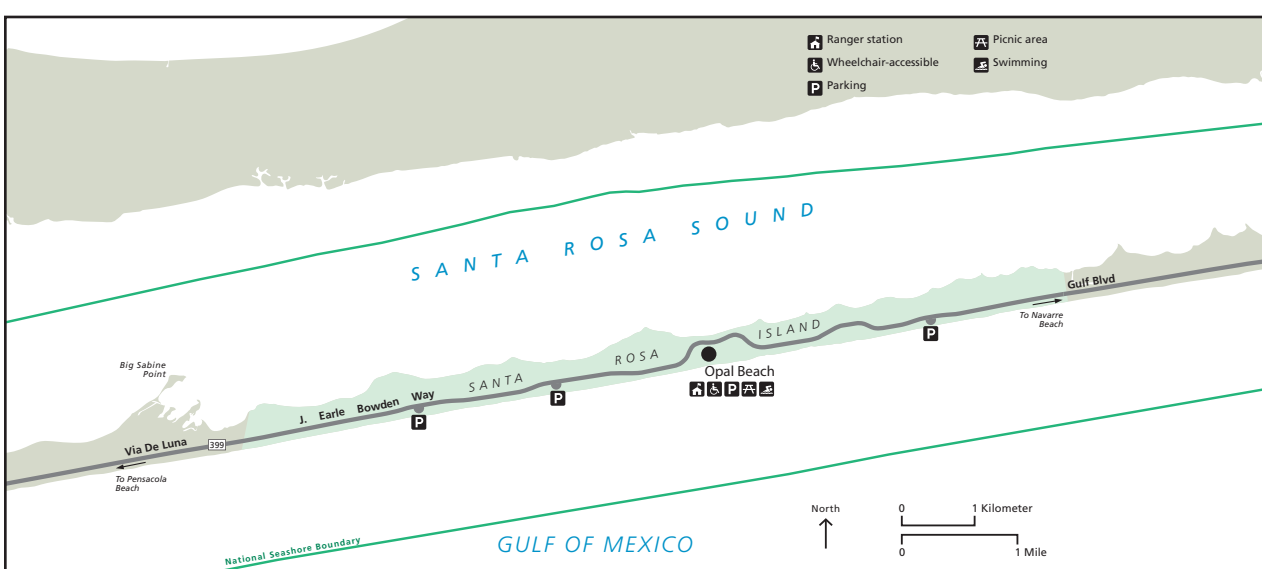 Ranger station
Picnic area
Wheelchair-accessible
Swimming
P Parking
SANTA ROSA SOUND
Gulf Blvd
To Navarre
Beach
SANTA ROSA ISLAND
P
Opal Beach
P
Big Sabine
Point
J. Earle Bowden Way
P
P
Via De Luna
399
To Pensacola
Beach
North
0 1 Kilometer
0 1 Mile
National Seashore Boundary
GULF OF MEXICO